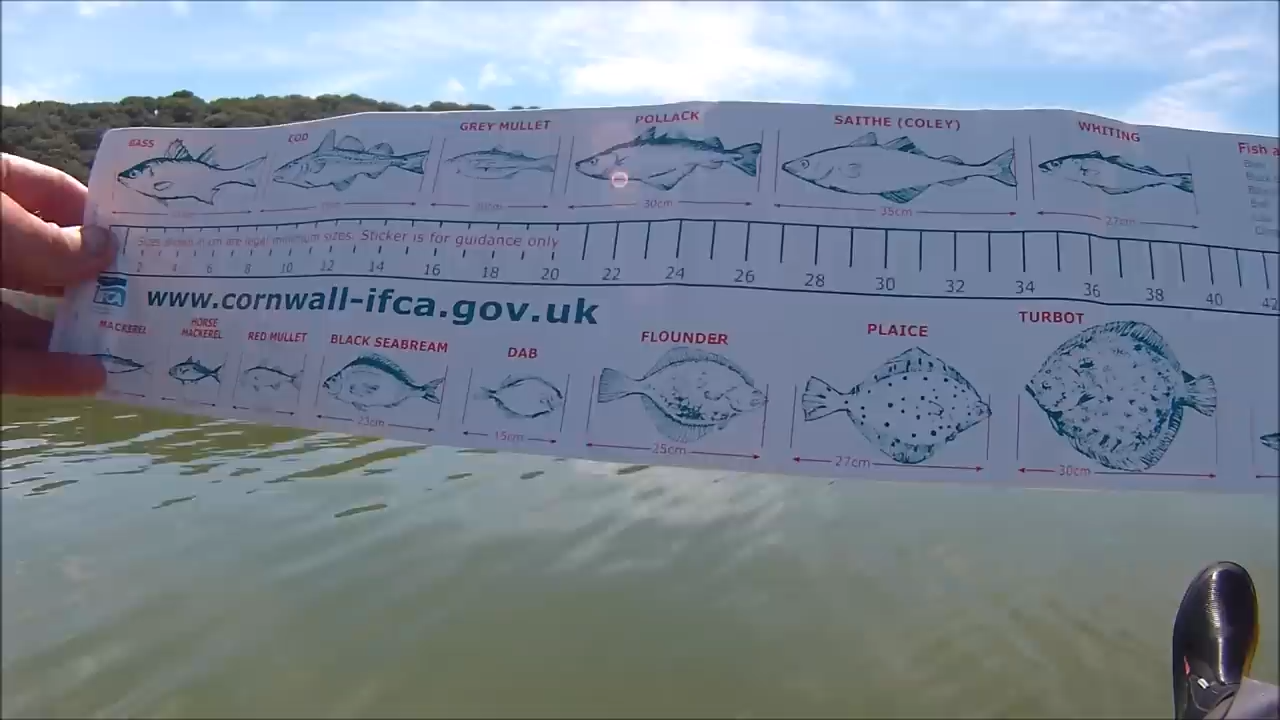 BASS COD GREY MULLET POLLACK SAITHE (COLEY) WHITING Fish a
30cm 35cm 27cm
Sizes shown in cm are legal minimum sizes. Sticker is for guidance only
2 4 6 8 10 12 14 16 18 20 22 24 26 28 30 32 34 36 38 40 42
IFCA
www.cornwall-ifca.gov.uk
MACKEREL HORSE MACKEREL RED MULLET BLACK SEABREAM DAB FLOUNDER PLAICE TURBOT
23cm 15cm 25cm 27cm 30cm